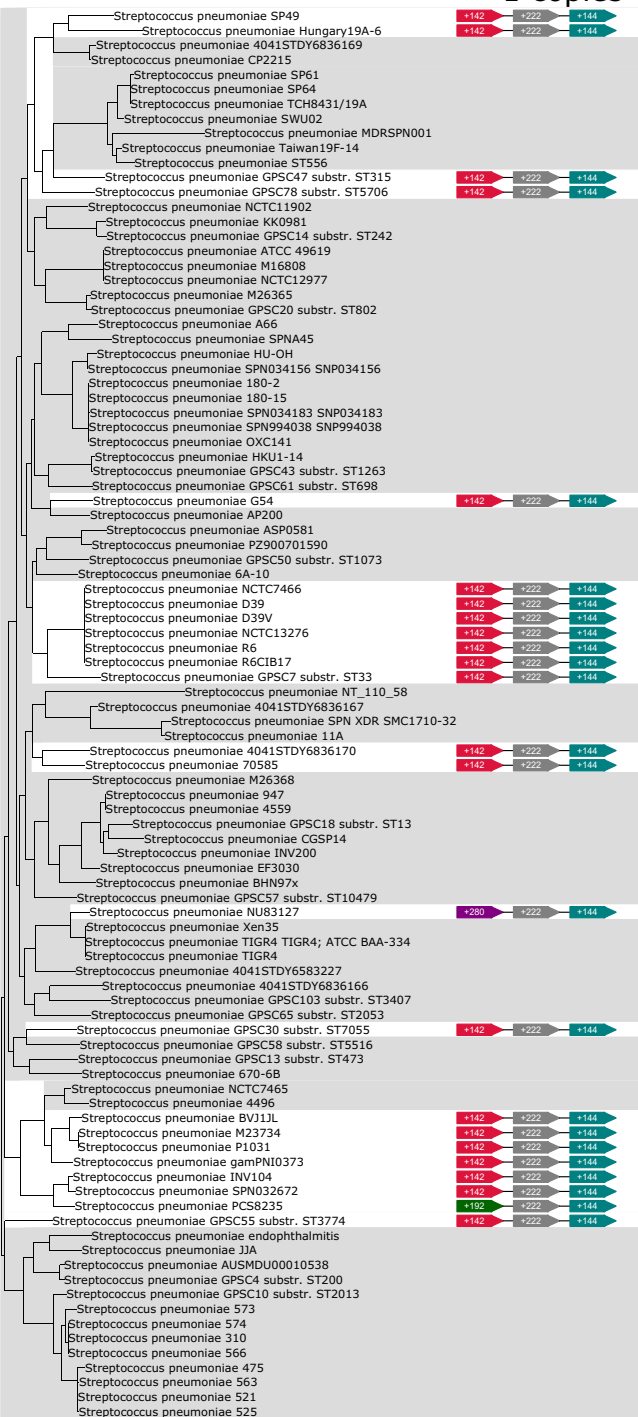 Streptococcus pneumoniae SP49 +142 +222 +144
Streptococcus pneumoniae Hungary19A-6 +142 +222 +144
Streptococcus pneumoniae 4041STDY6836169
Streptococcus pneumoniae CP2215
Streptococcus pneumoniae SP61
Streptococcus pneumoniae SP64
Streptococcus pneumoniae TCH8431/19A
Streptococcus pneumoniae SWU02
Streptococcus pneumoniae MDRSPN001
Streptococcus pneumoniae Taiwan19F-14
Streptococcus pneumoniae ST556
Streptococcus pneumoniae GPSC47 substr. ST315 +142 +222 +144
Streptococcus pneumoniae GPSC78 substr. ST5706 +142 +222 +144
Streptococcus pneumoniae NCTC11902
Streptococcus pneumoniae KK0981
Streptococcus pneumoniae GPSC14 substr. ST242
Streptococcus pneumoniae ATCC 49619
Streptococcus pneumoniae M16808
Streptococcus pneumoniae NCTC12977
Streptococcus pneumoniae M26365
Streptococcus pneumoniae GPSC20 substr. ST802
Streptococcus pneumoniae A66
Streptococcus pneumoniae SPNA45
Streptococcus pneumoniae HU-OH
Streptococcus pneumoniae SPN034156 SNP034156
Streptococcus pneumoniae 180-2
Streptococcus pneumoniae 180-15
Streptococcus pneumoniae SPN034183 SNP034183
Streptococcus pneumoniae SPN994038 SNP994038
Streptococcus pneumoniae OXC141
Streptococcus pneumoniae HKU1-14
Streptococcus pneumoniae GPSC43 substr. ST1263
Streptococcus pneumoniae GPSC61 substr. ST698
Streptococcus pneumoniae G54 +142 +222 +144
Streptococcus pneumoniae AP200
Streptococcus pneumoniae ASP0581
Streptococcus pneumoniae PZ900701590
Streptococcus pneumoniae GPSC50 substr. ST1073
Streptococcus pneumoniae 6A-10
Streptococcus pneumoniae NCTC7466 +142 +222 +144
Streptococcus pneumoniae D39 +142 +222 +144
Streptococcus pneumoniae D39V +142 +222 +144
Streptococcus pneumoniae NCTC13276 +142 +222 +144
Streptococcus pneumoniae R6 +142 +222 +144
Streptococcus pneumoniae R6CIB17 +142 +222 +144
Streptococcus pneumoniae GPSC7 substr. ST33 +142 +222 +144
Streptococcus pneumoniae NT_110_58
Streptococcus pneumoniae 4041STDY6836167
Streptococcus pneumoniae SPN XDR SMC1710-32
Streptococcus pneumoniae 11A
Streptococcus pneumoniae 4041STDY6836170 +142 +222 +144
Streptococcus pneumoniae 70585 +142 +222 +144
Streptococcus pneumoniae M26368
Streptococcus pneumoniae 947
Streptococcus pneumoniae 4559
Streptococcus pneumoniae GPSC18 substr. ST13
Streptococcus pneumoniae CGSP14
Streptococcus pneumoniae INV200
Streptococcus pneumoniae EF3030
Streptococcus pneumoniae BHN97x
Streptococcus pneumoniae GPSC57 substr. ST10479
Streptococcus pneumoniae NU83127 +280 +222 +144
Streptococcus pneumoniae Xen35
Streptococcus pneumoniae TIGR4 TIGR4; ATCC BAA-334
Streptococcus pneumoniae TIGR4
Streptococcus pneumoniae 4041STDY6583227
Streptococcus pneumoniae 4041STDY6836166
Streptococcus pneumoniae GPSC103 substr. ST3407
Streptococcus pneumoniae GPSC65 substr. ST2053
Streptococcus pneumoniae GPSC30 substr. ST7055 +142 +222 +144
Streptococcus pneumoniae GPSC58 substr. ST5516
Streptococcus pneumoniae GPSC13 substr. ST473
Streptococcus pneumoniae 670-6B
Streptococcus pneumoniae NCTC7465
Streptococcus pneumoniae 4496
Streptococcus pneumoniae BVJ1JL +142 +222 +144
Streptococcus pneumoniae M23734 +142 +222 +144
Streptococcus pneumoniae P1031 +142 +222 +144
Streptococcus pneumoniae gamPNI0373 +142 +222 +144
Streptococcus pneumoniae INV104 +142 +222 +144
Streptococcus pneumoniae SPN032672 +142 +222 +144
Streptococcus pneumoniae PCS8235 +192 +222 +144
Streptococcus pneumoniae GPSC55 substr. ST3774 +142 +222 +144
Streptococcus pneumoniae endophthalmitis
Streptococcus pneumoniae JJA
Streptococcus pneumoniae AUSMDU00010538
Streptococcus pneumoniae GPSC4 substr. ST200
Streptococcus pneumoniae GPSC10 substr. ST2013
Streptococcus pneumoniae 573
Streptococcus pneumoniae 574
Streptococcus pneumoniae 310
Streptococcus pneumoniae 566
Streptococcus pneumoniae 475
Streptococcus pneumoniae 563
Streptococcus pneumoniae 521
Streptococcus pneumoniae 525